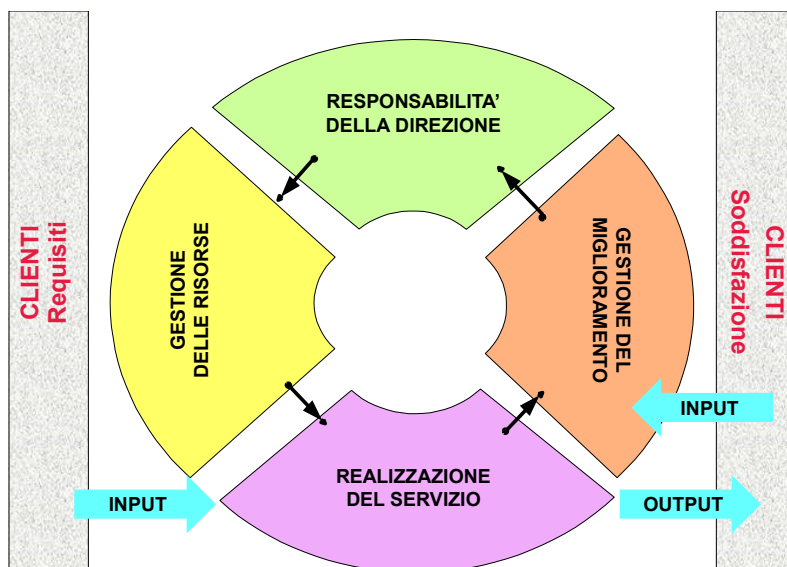 RESPONSABILITA'
DELLA DIREZIONE
CLIENTI
Requisiti
GESTIONE
DELLE RISORSE
GESTIONE DEL
MIGLIORAMENTO
CLIENTI
Soddisfazione
INPUT
REALIZZAZIONE
DEL SERVIZIO
INPUT
OUTPUT